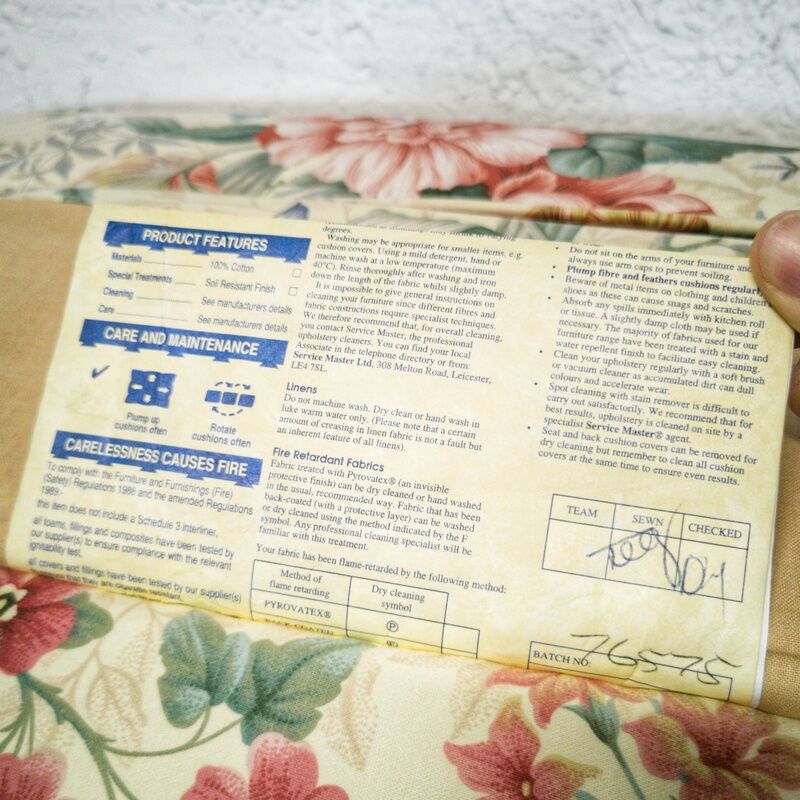 PRODUCT FEATURES
Materials 100% Cotton
Special Treatments Soil Resistant Finish
Cleaning See manufacturers details
Care See manufacturers details
CARE AND MAINTENANCE
Pump up
cushions often
Rotate
cushions often
CARELESSNESS CAUSES FIRE
To comply with the Furniture and Furnishings (Fire)
(Safety) Regulations 1988 and the amended Regulations
1989:-
this item does not include a Schedule 3 interliner,
all foams, fillings and composites have been tested by
our supplier(s) to ensure compliance with the relevant
ignitability test.
all covers and fillings have been tested by our supplier(s)
degrees.
Washing may be appropriate for smaller items, e.g.
cushion covers. Using a mild detergent, hand or
machine wash at a low temperature (maximum
40°C). Rinse thoroughly after washing and iron
down the length of the fabric whilst slightly damp.
It is impossible to give general instructions on
cleaning your furniture since different fibres and
fabric constructions require specialist techniques.
We therefore recommend that, for overall cleaning,
you contact Service Master, the professional
upholstery cleaners. You can find your local
Associate in the telephone directory or from:
Service Master Ltd, 308 Melton Road, Leicester,
LE4 7SL.
Linens
Do not machine wash. Dry clean or hand wash in
luke warm water only. (Please note that a certain
amount of creasing in linen fabric is not a fault but
an inherent feature of all linens).
Fire Retardant Fabrics
Fabric treated with Pyrovatex® (an invisible
protective finish) can be dry cleaned or hand washed
in the usual, recommended way. Fabric that has been
back-coated (with a protective layer) can be washed
or dry cleaned using the method indicated by the F
symbol. Any professional cleaning specialist will be
familiar with this treatment.
Your fabric has been flame-retarded by the following method:
Method of
flame retarding
Dry cleaning
symbol
PYROVATEX® P
BACK COATED
• Do not sit on the arms of your furniture and
always use arm caps to prevent soiling.
• Plump fibre and feathers cushions regularly
• Beware of metal items on clothing and children
shoes as these can cause snags and scratches.
• Absorb any spills immediately with kitchen roll
or tissue. A slightly damp cloth may be used if
necessary. The majority of fabrics used for our
furniture range have been treated with a stain and
water repellent finish to facilitate easy cleaning.
• Clean your upholstery regularly with a soft brush
or vacuum cleaner as accumulated dirt can dull
colours and accelerate wear.
• Spot cleaning with stain remover is difficult to
carry out satisfactorily. We recommend that for
best results, upholstery is cleaned on site by a
specialist Service Master® agent.
• Seat and back cushion covers can be removed for
dry cleaning but remember to clean all cushion
covers at the same time to ensure even results.
TEAM SEWN CHECKED
BATCH NO: 76575